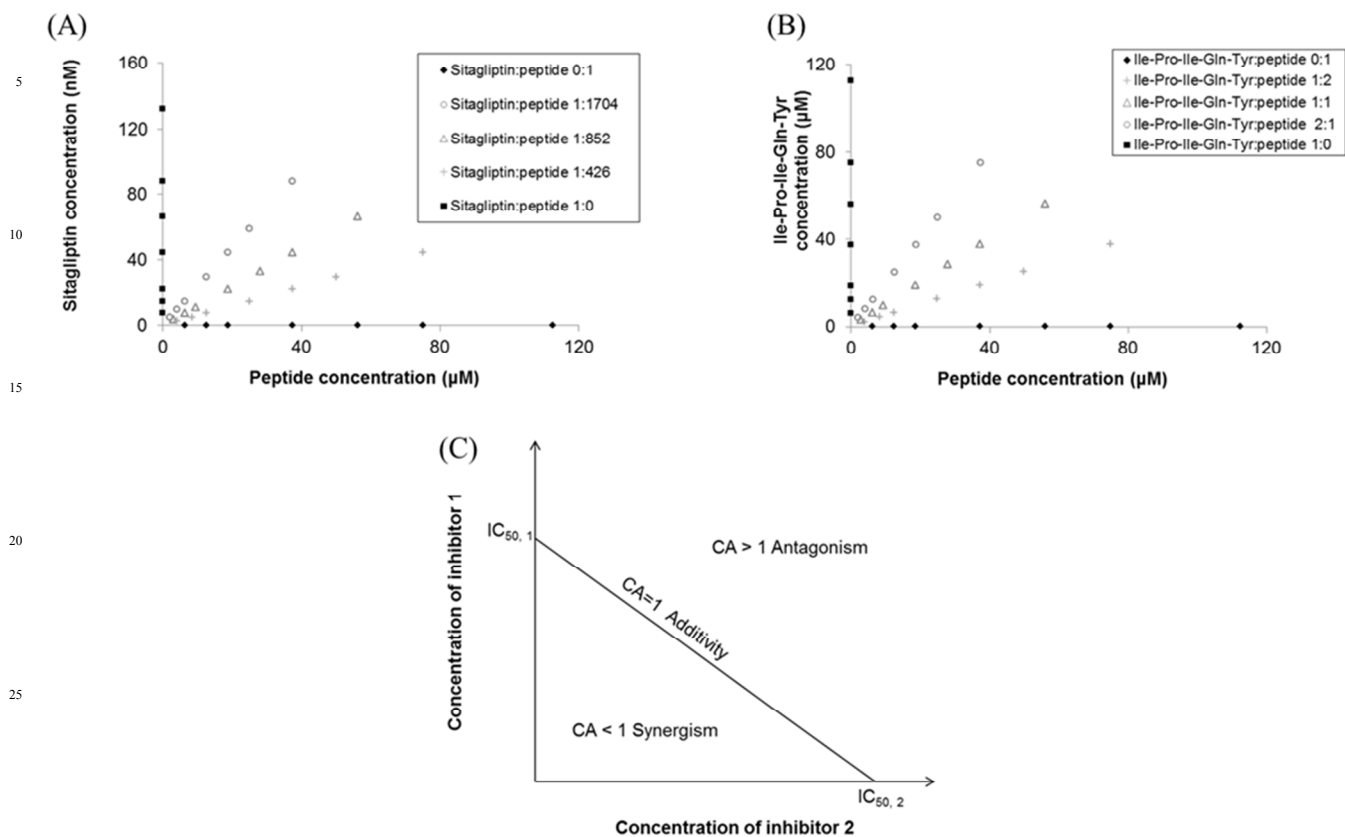 (A)
Sitagliptin concentration (nM)
160
120
80
40
0
0
40
80
120
Peptide concentration (µM)
Sitagliptin:peptide 0:1
Sitagliptin:peptide 1:1704
Sitagliptin:peptide 1:852
Sitagliptin:peptide 1:426
Sitagliptin:peptide 1:0
(B)
Ile-Pro-Ile-Gln-Tyr
concentration (µM)
120
80
40
0
0
40
80
120
Peptide concentration (µM)
Ile-Pro-Ile-Gln-Tyr:peptide 0:1
Ile-Pro-Ile-Gln-Tyr:peptide 1:2
Ile-Pro-Ile-Gln-Tyr:peptide 1:1
Ile-Pro-Ile-Gln-Tyr:peptide 2:1
Ile-Pro-Ile-Gln-Tyr:peptide 1:0
5
10
15
(C)
Concentration of inhibitor 1
IC50, 1
CA > 1 Antagonism
CA=1 Additivity
CA < 1 Synergism
IC50, 2
Concentration of inhibitor 2
20
25